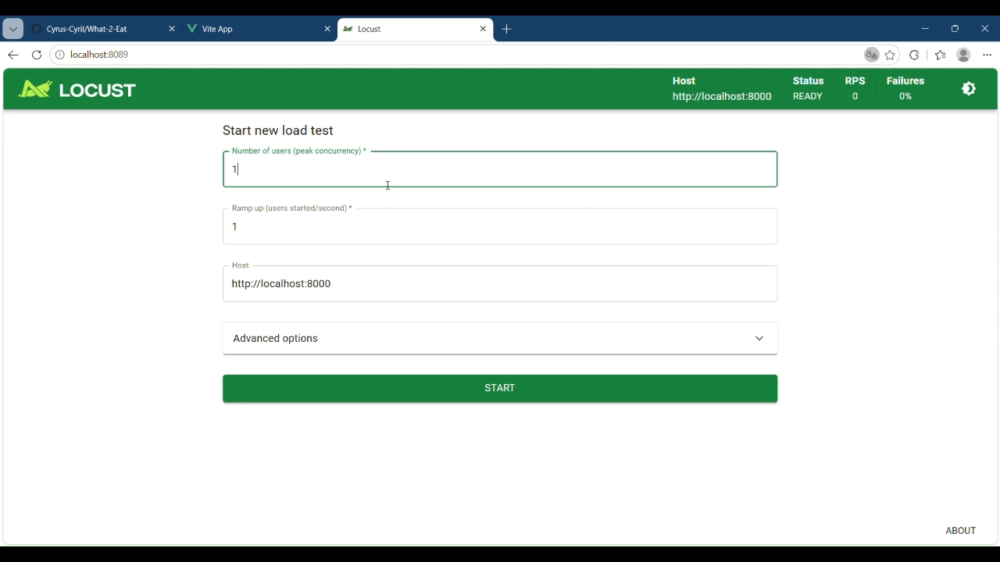 Cyrus-Cyril/What-2-Eat
Vite App
Locust
localhost:8089
LOCUST
Host
http://localhost:8000
Status
READY
RPS
0
Failures
0%
Start new load test
Number of users (peak concurrency) *
1
Ramp up (users started/second) *
1
Host
http://localhost:8000
Advanced options
START
ABOUT